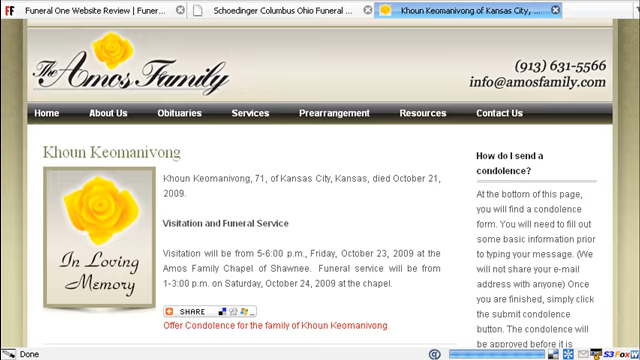 Funeral One Website Review | Funer...
Schoedinger Columbus Ohio Funeral ...
Khoun Keomanivong of Kansas City, ...
The Amos Family
(913) 631-5566
info@amosfamily.com
Home
About Us
Obituaries
Services
Prearrangement
Resources
Contact Us
Khoun Keomanivong
In Loving
Memory
Khoun Keomanivong, 71, of Kansas City, Kansas, died October 21,
2009.
Visitation and Funeral Service
Visitation will be from 5-6:00 p.m., Friday, October 23, 2009 at the
Amos Family Chapel of Shawnee. Funeral service will be from
1-3:00 p.m. on Saturday, October 24, 2009 at the chapel.
SHARE
Offer Condolence for the family of Khoun Keomanivong
How do I send a
condolence?
At the bottom of this page,
you will find a condolence
form. You will need to fill
out some basic information prior
to typing your message. (We
will not share your e-mail
address with anyone) Once
you are finished, simply click
the submit condolence
button. The condolence will
be approved before it is
Done
S3FoxW